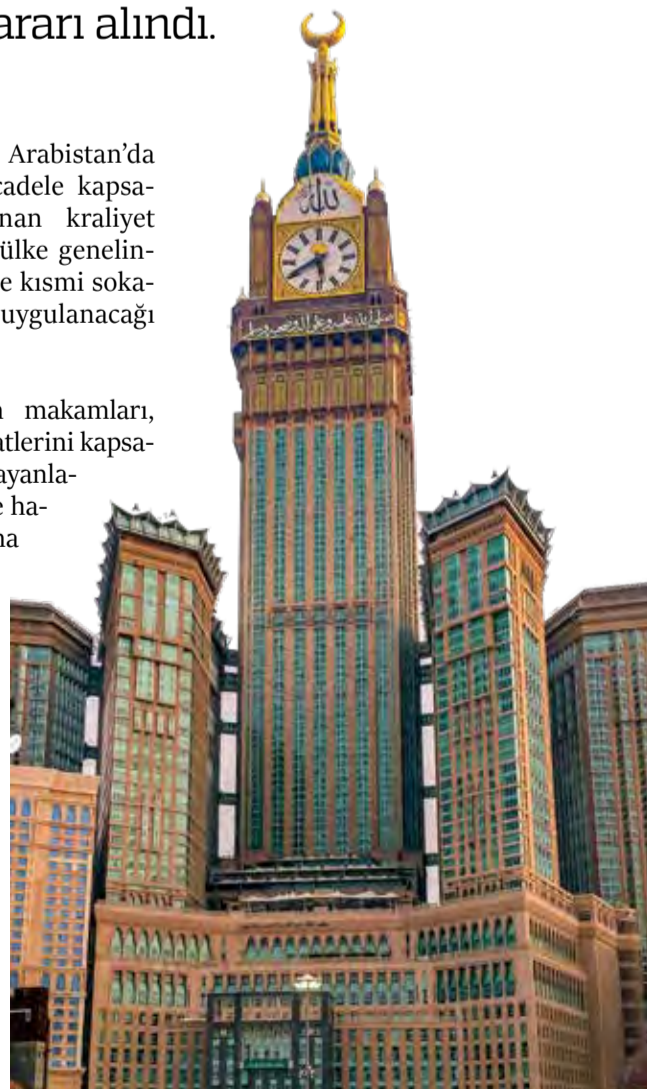 ararı alındı.
Arabistan’da
cadele kapsa-
nan kraliyet
ülke genelin-
e kısmi soka-
uygulanacağı
makamları,
atlerini kapsa-
ayanla-
e ha-
na
الله